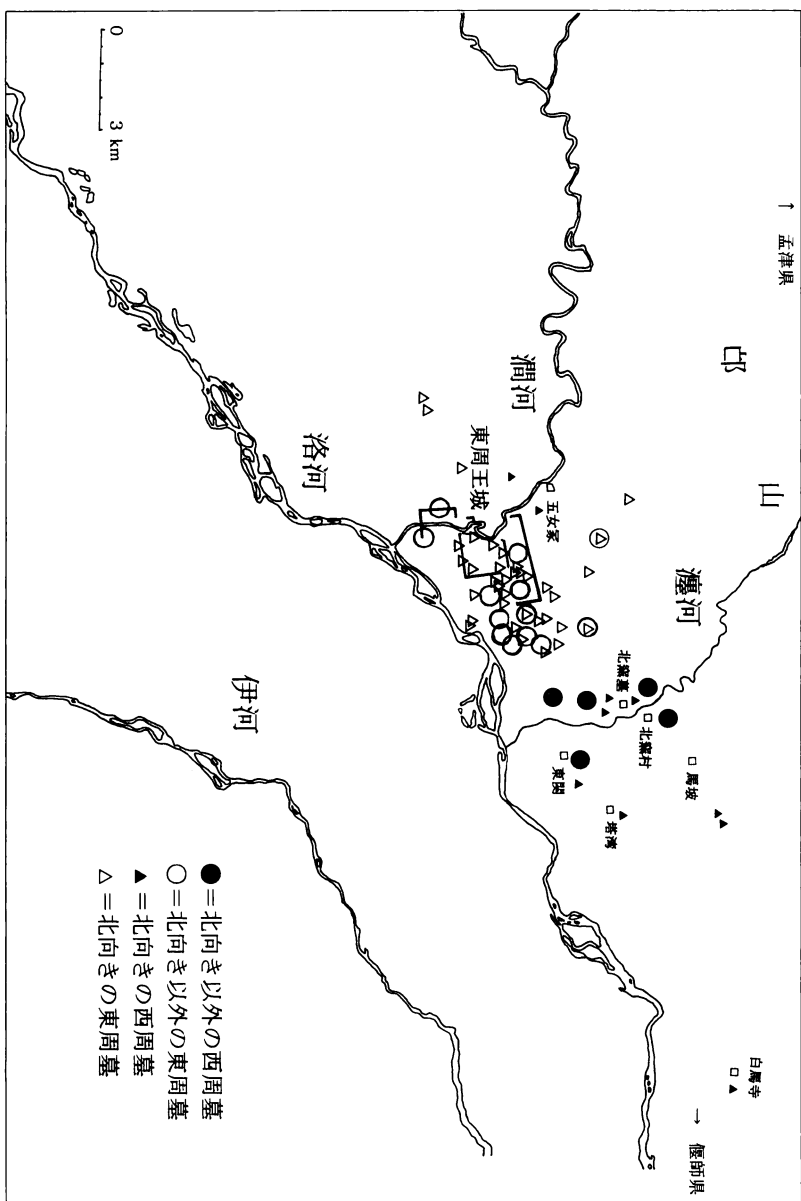 ↑ 孟津県
邙
山
瀍河
澗河
五女冢
東周王城
洛河
伊河
北窯墓
北窯村
馬坡
東関
塔湾
白馬寺
→ 偃師県
0 3 km
●=北向き以外の西周墓
○=北向き以外の東周墓
▲=北向きの西周墓
△=北向きの東周墓